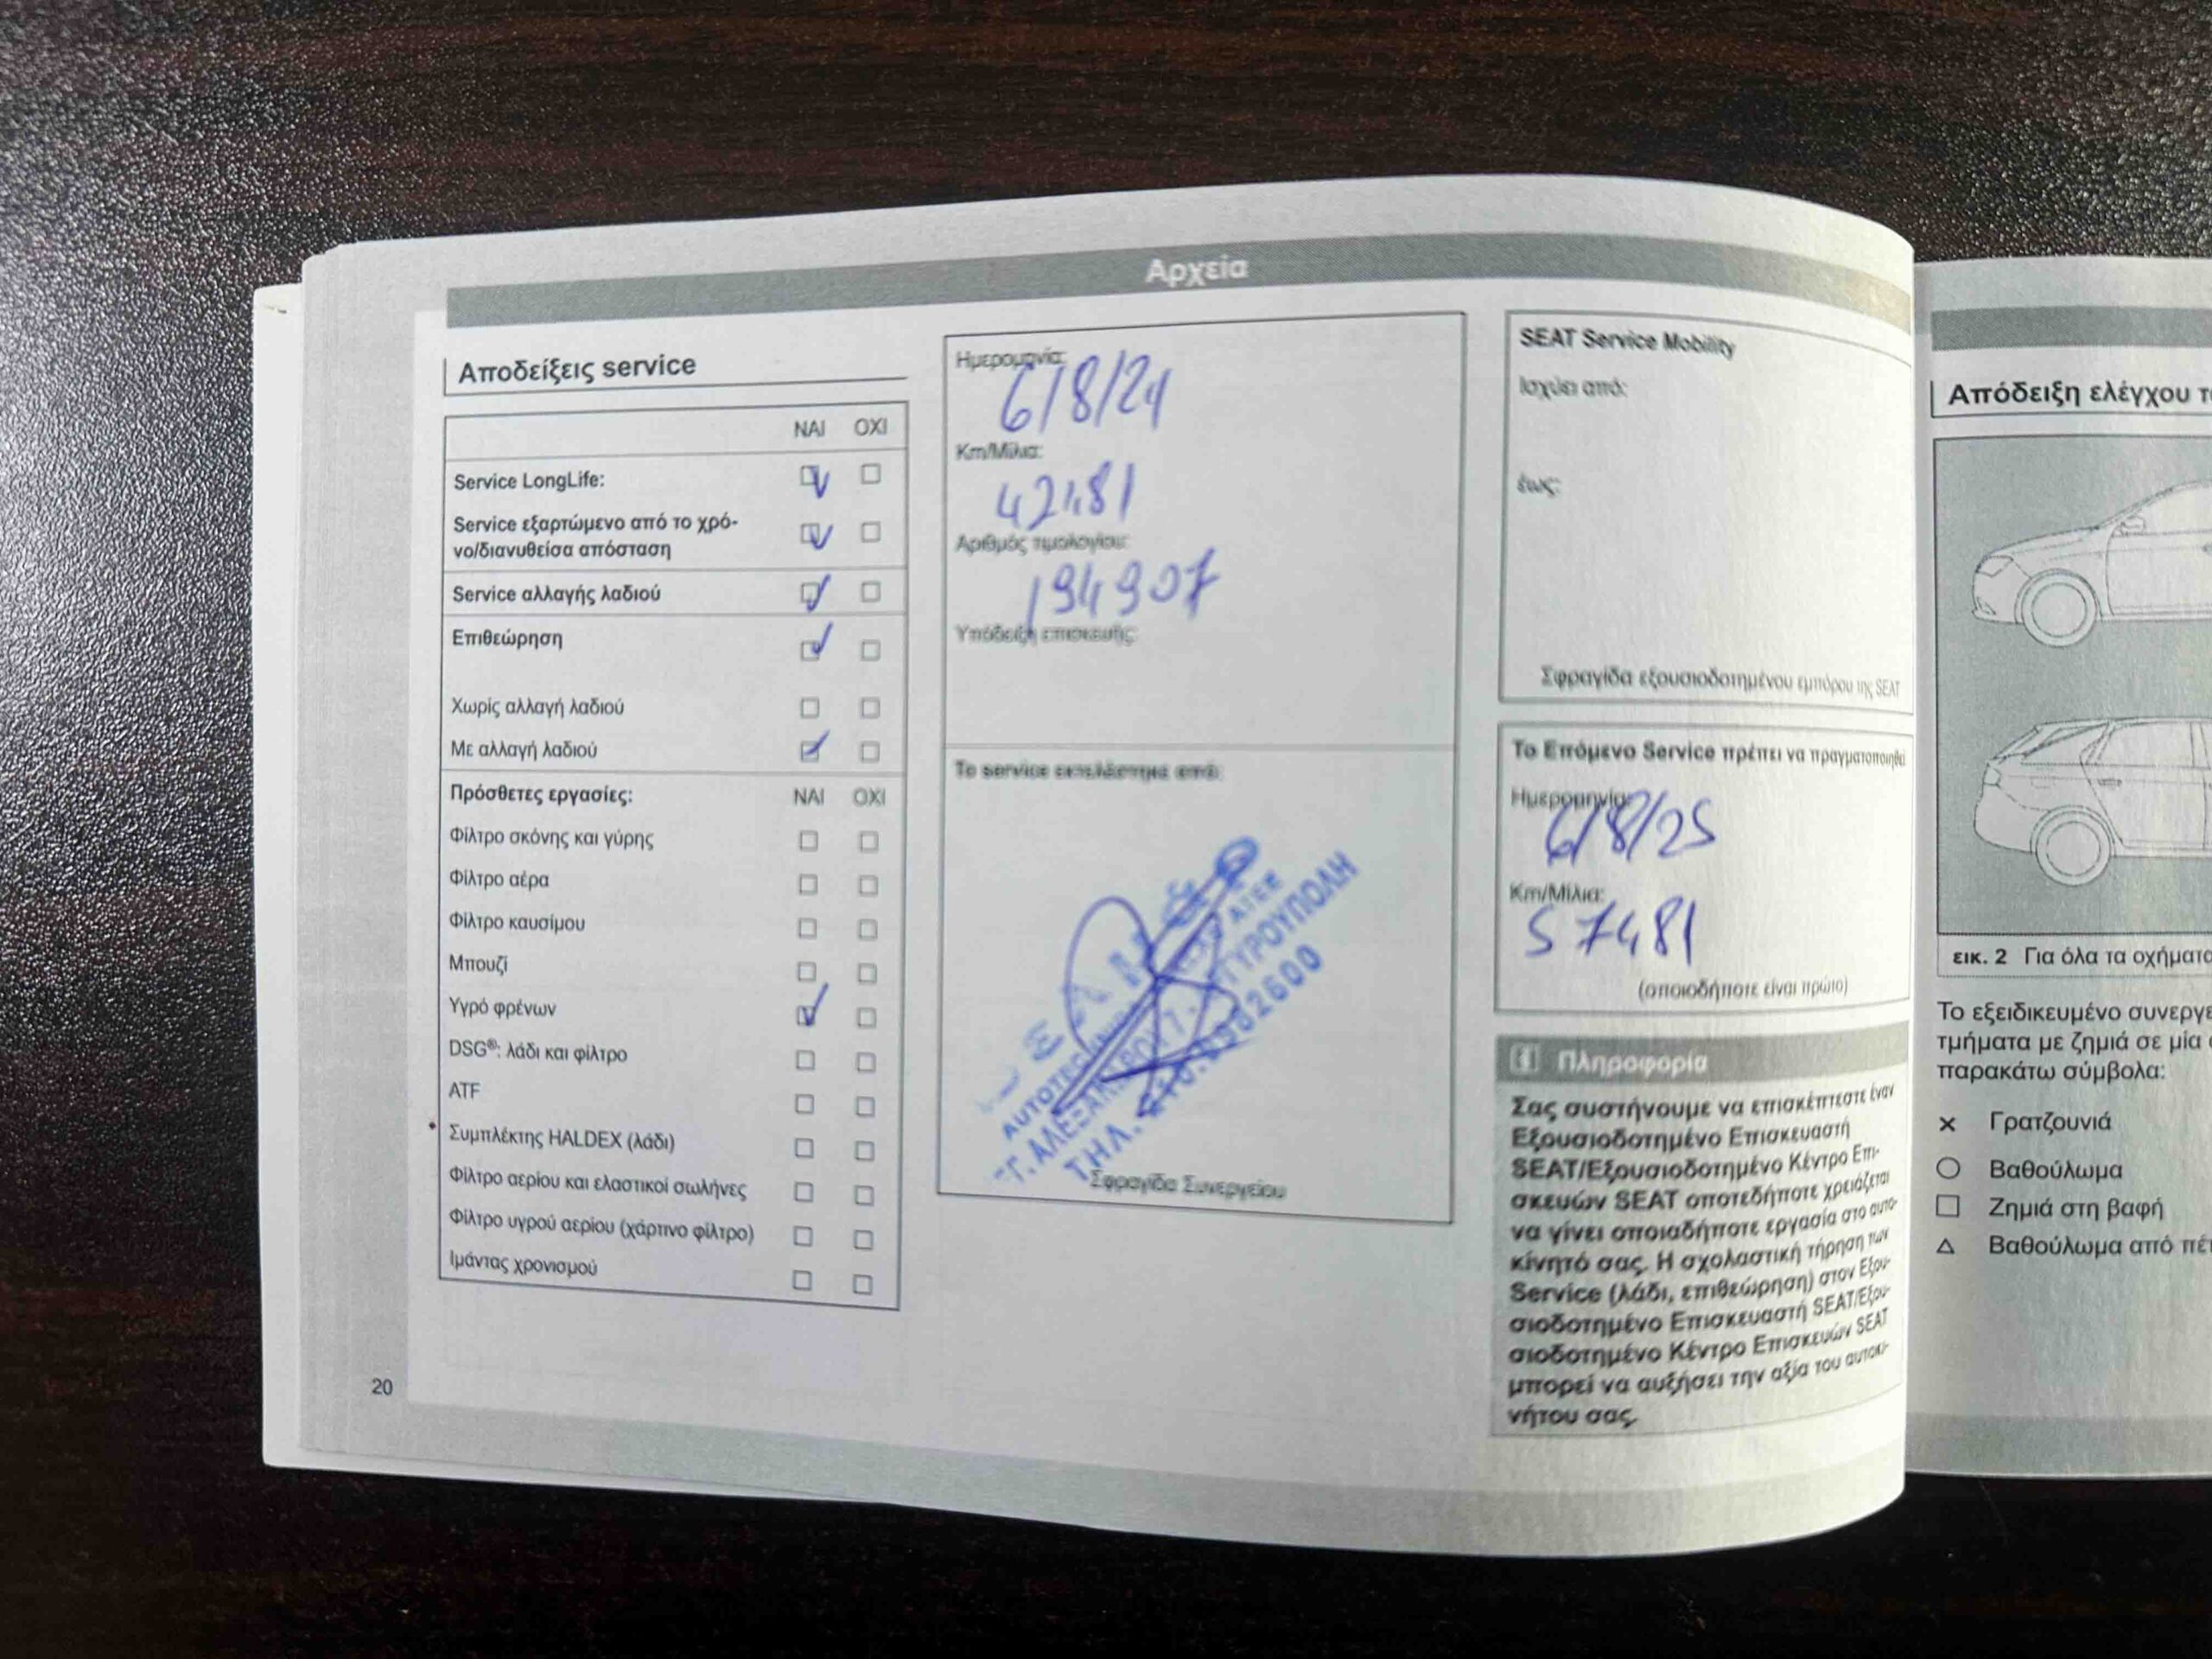 Αρχεία
Αποδείξεις service
ΝΑΙ ΟΧΙ
Service LongLife:
Service εξαρτώμενο από το χρό-
νο/διανυθείσα απόσταση
Service αλλαγής λαδιού
Επιθεώρηση
Χωρίς αλλαγή λαδιού
Με αλλαγή λαδιού
Πρόσθετες εργασίες: ΝΑΙ ΟΧΙ
Φίλτρο σκόνης και γύρης
Φίλτρο αέρα
Φίλτρο καυσίμου
Μπουζί
Υγρό φρένων
DSG®: λάδι και φίλτρο
ATF
Συμπλέκτης HALDEX (λάδι)
Φίλτρο αερίου και ελαστικοί σωλήνες
Φίλτρο υγρού αερίου (χάρτινο φίλτρο)
Ιμάντας χρονισμού
20
Ημερομηνία:
6/8/24
Km/Μίλια:
42481
Αριθμός τιμολογίου:
194907
Υπόδειξη επισκευής:
Το service εκτελέστηκε από:
ΑΡΓΥΡΟΥΠΟΛΗ
ΤΗΛ.
Σφραγίδα Συνεργείου
SEAT Service Mobility
Ισχύει από:
έως:
Σφραγίδα εξουσιοδοτημένου εμπόρου της SEAT
Το Επόμενο Service πρέπει να πραγματοποιηθεί
Ημερομηνία:
6/8/25
Km/Μίλια:
57481
(οποιοδήποτε είναι πρώτο)
Πληροφορία
Σας συστήνουμε να επισκέπτεστε έναν
Εξουσιοδοτημένο Επισκευαστή
SEAT/Εξουσιοδοτημένο Κέντρο Επι-
σκευών SEAT οποτεδήποτε χρειάζεται
να γίνει οποιαδήποτε εργασία στο αυτο-
κίνητό σας. Η σχολαστική τήρηση των
Service (λάδι, επιθεώρηση) στον Εξου-
σιοδοτημένο Επισκευαστή SEAT/Εξου-
σιοδοτημένο Κέντρο Επισκευών SEAT
μπορεί να αυξήσει την αξία του αυτοκι-
νήτου σας.
Απόδειξη ελέγχου
εικ. 2 Για όλα τα
Το εξειδικευμένο
τμήματα με ζημιά σε μία
παρακάτω σύμβολα:
Γρατζουνιά
Βαθούλωμα
Ζημιά στη βαφή
Βαθούλωμα από